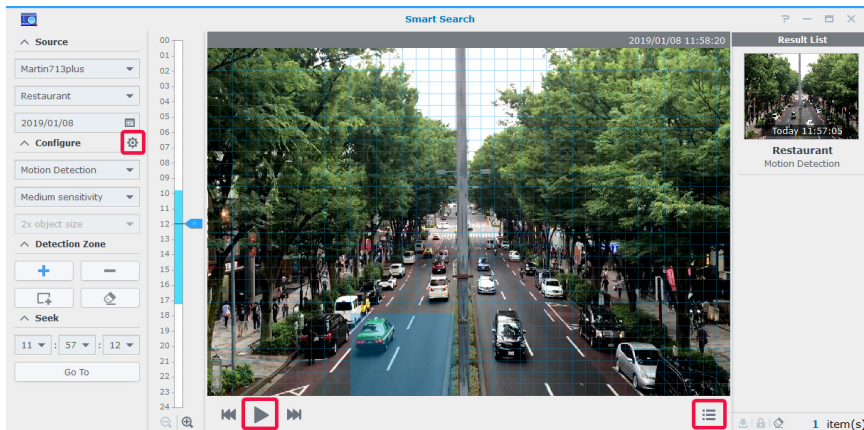 Smart Search
Source
Martin713plus
Restaurant
2019/01/08
Configure
Motion Detection
Medium sensitivity
2x object size
Detection Zone
Seek
11 : 57 : 12
Go To
00
01
02
03
04
05
06
07
08
09
10
11
12
13
14
15
16
17
18
19
20
21
22
23
24
2019/01/08 11:58:20
Result List
Today 11:57:05
Restaurant
Motion Detection
1 item(s)